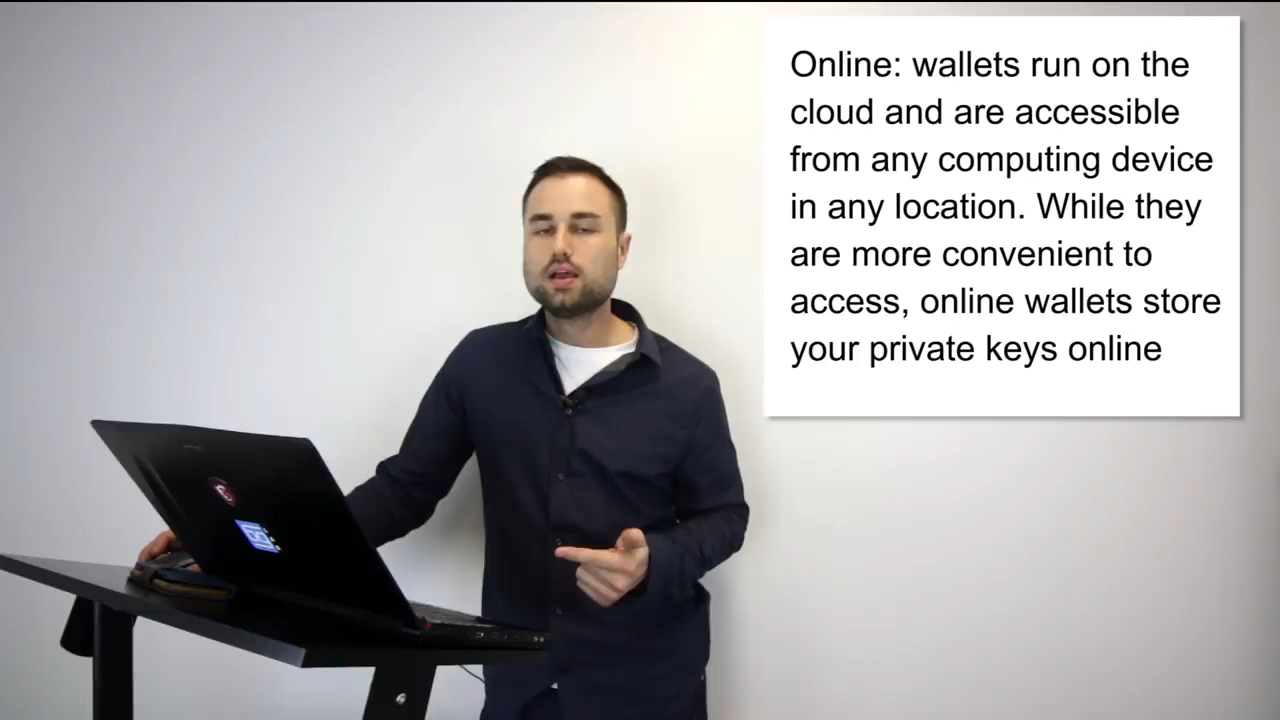 Online: wallets run on the
cloud and are accessible
from any computing device
in any location. While they
are more convenient to
access, online wallets store
your private keys online